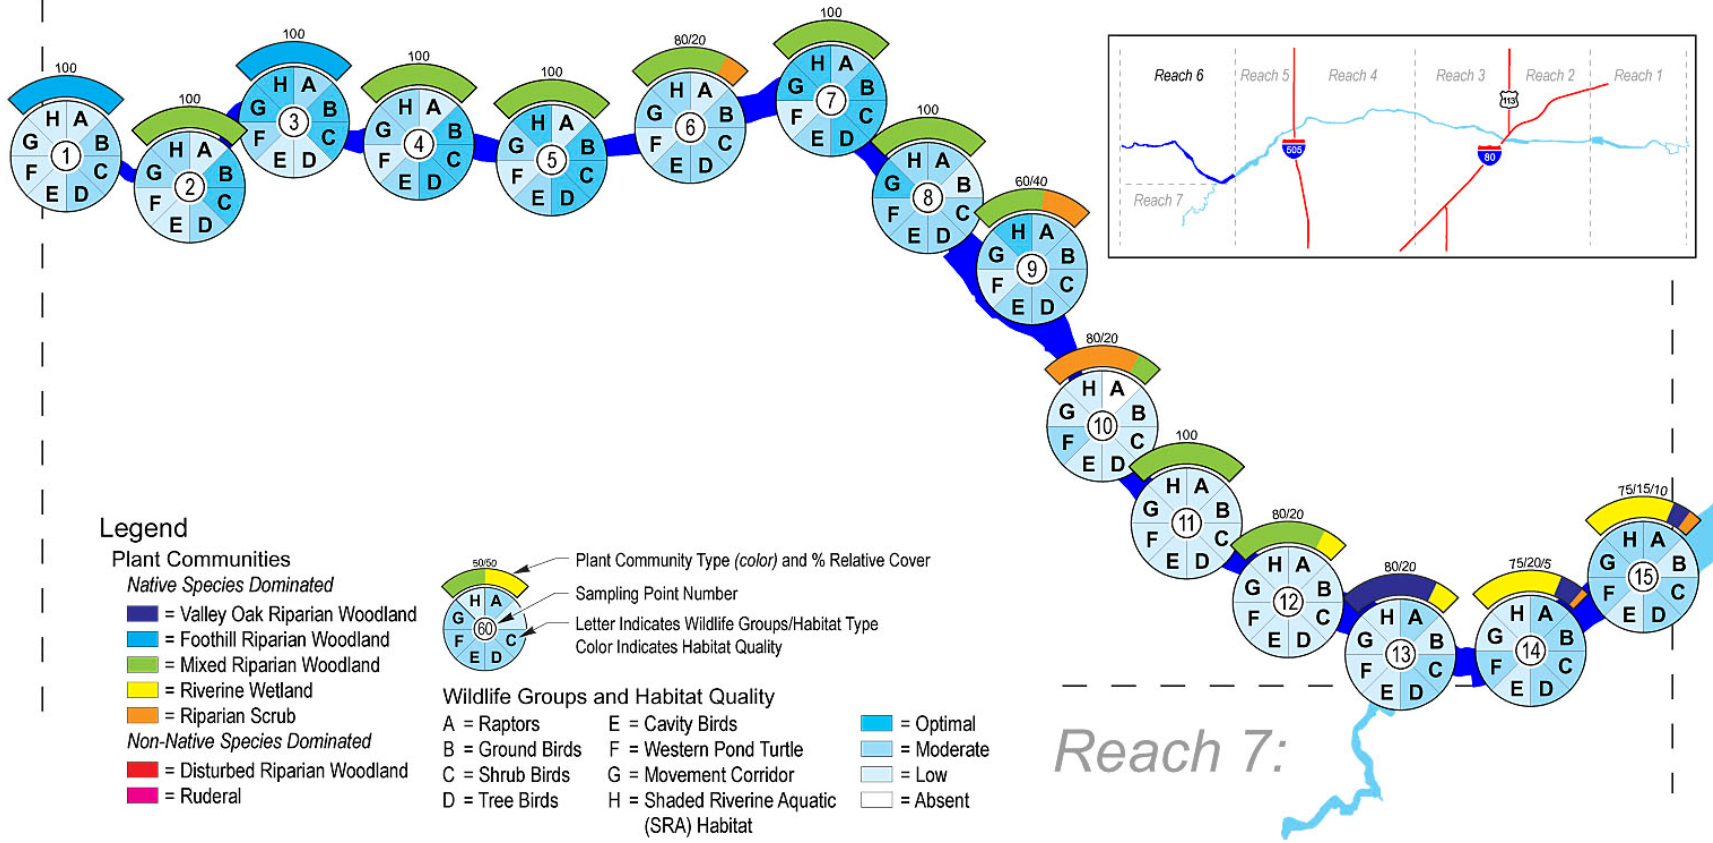 100
H A
G B
1
F C
E D
100
H A
G B
2
F C
E D
100
H A
G B
3
F C
E D
100
H A
G B
4
F C
E D
100
H A
G B
5
F C
E D
80/20
H A
G B
6
F C
E D
100
H A
G B
7
F C
E D
100
H A
G B
8
F C
E D
60/40
H A
G B
9
F C
E D
80/20
H A
G B
10
F C
E D
100
H A
G B
11
F C
E D
80/20
H A
G B
12
F C
E D
80/20
H A
G B
13
F C
E D
75/20/5
H A
G B
14
F C
E D
75/15/10
H A
G B
15
F C
E D
Reach 6
Reach 5
Reach 4
Reach 3
Reach 2
Reach 1
Reach 7
505
113
80
Legend
Plant Communities
Native Species Dominated
= Valley Oak Riparian Woodland
= Foothill Riparian Woodland
= Mixed Riparian Woodland
= Riverine Wetland
= Riparian Scrub
Non-Native Species Dominated
= Disturbed Riparian Woodland
= Ruderal
50/50
H A
G
60
F C
E D
Plant Community Type (color) and % Relative Cover
Sampling Point Number
Letter Indicates Wildlife Groups/Habitat Type
Color Indicates Habitat Quality
Wildlife Groups and Habitat Quality
A = Raptors
B = Ground Birds
C = Shrub Birds
D = Tree Birds
E = Cavity Birds
F = Western Pond Turtle
G = Movement Corridor
H = Shaded Riverine Aquatic
(SRA) Habitat
= Optimal
= Moderate
= Low
= Absent
Reach 7: